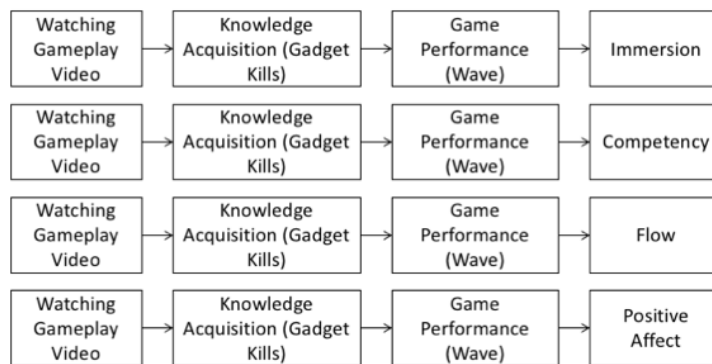 Watching
Gameplay
Video
Knowledge
Acquisition (Gadget
Kills)
Game
Performance
(Wave)
Immersion
Watching
Gameplay
Video
Knowledge
Acquisition (Gadget
Kills)
Game
Performance
(Wave)
Competency
Watching
Gameplay
Video
Knowledge
Acquisition (Gadget
Kills)
Game
Performance
(Wave)
Flow
Watching
Gameplay
Video
Knowledge
Acquisition (Gadget
Kills)
Game
Performance
(Wave)
Positive
Affect